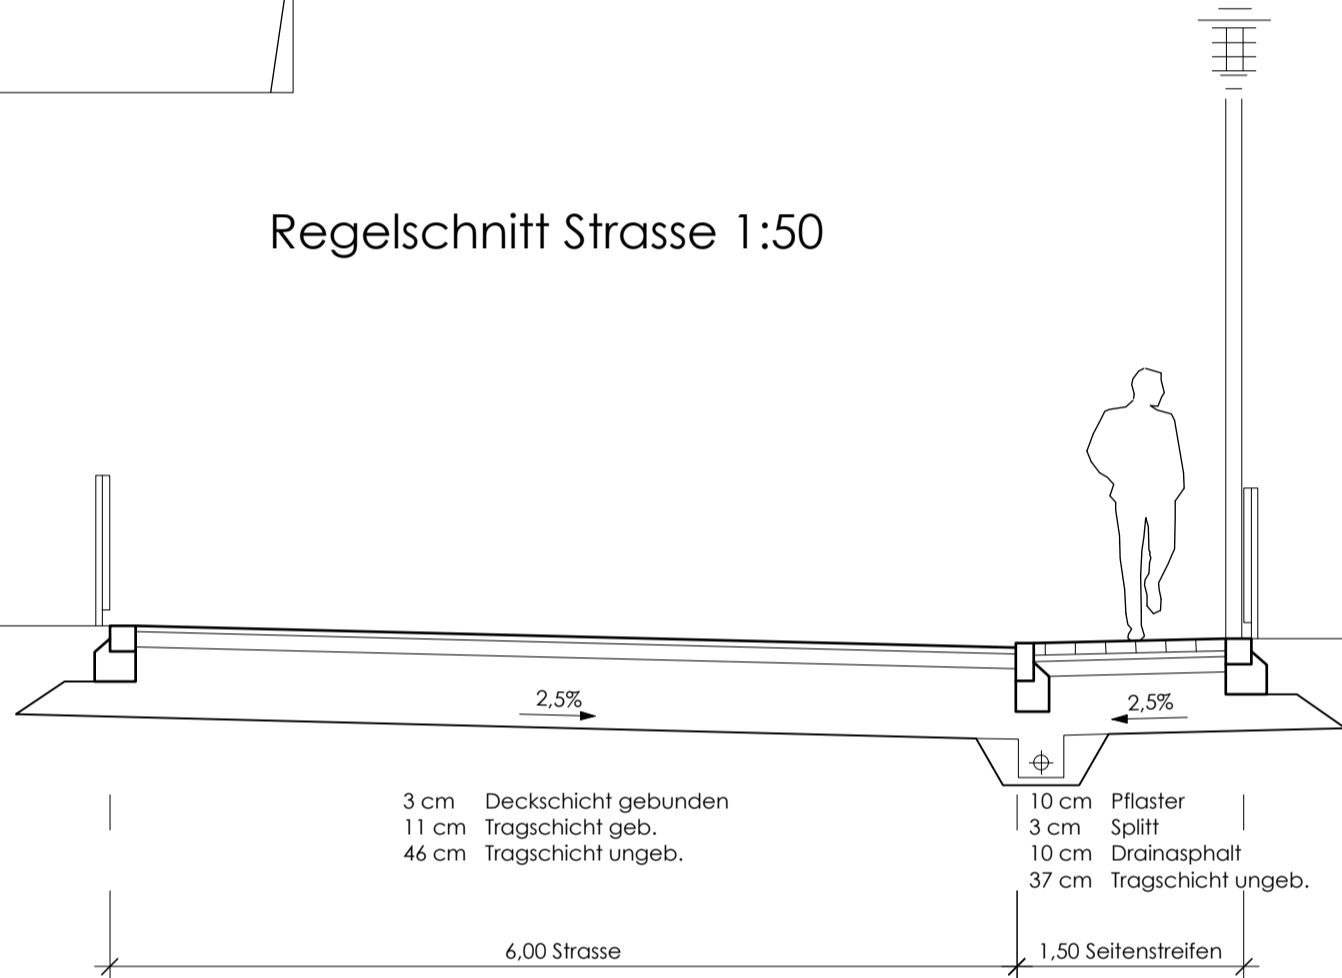 Regelschnitt Strasse 1:50
2,5%
2,5%
3 cm Deckschicht gebunden
11 cm Tragschicht geb.
46 cm Tragschicht ungeb.
10 cm Pflaster
3 cm Splitt
10 cm Drainasphalt
37 cm Tragschicht ungeb.
6,00 Strasse
1,50 Seitenstreifen